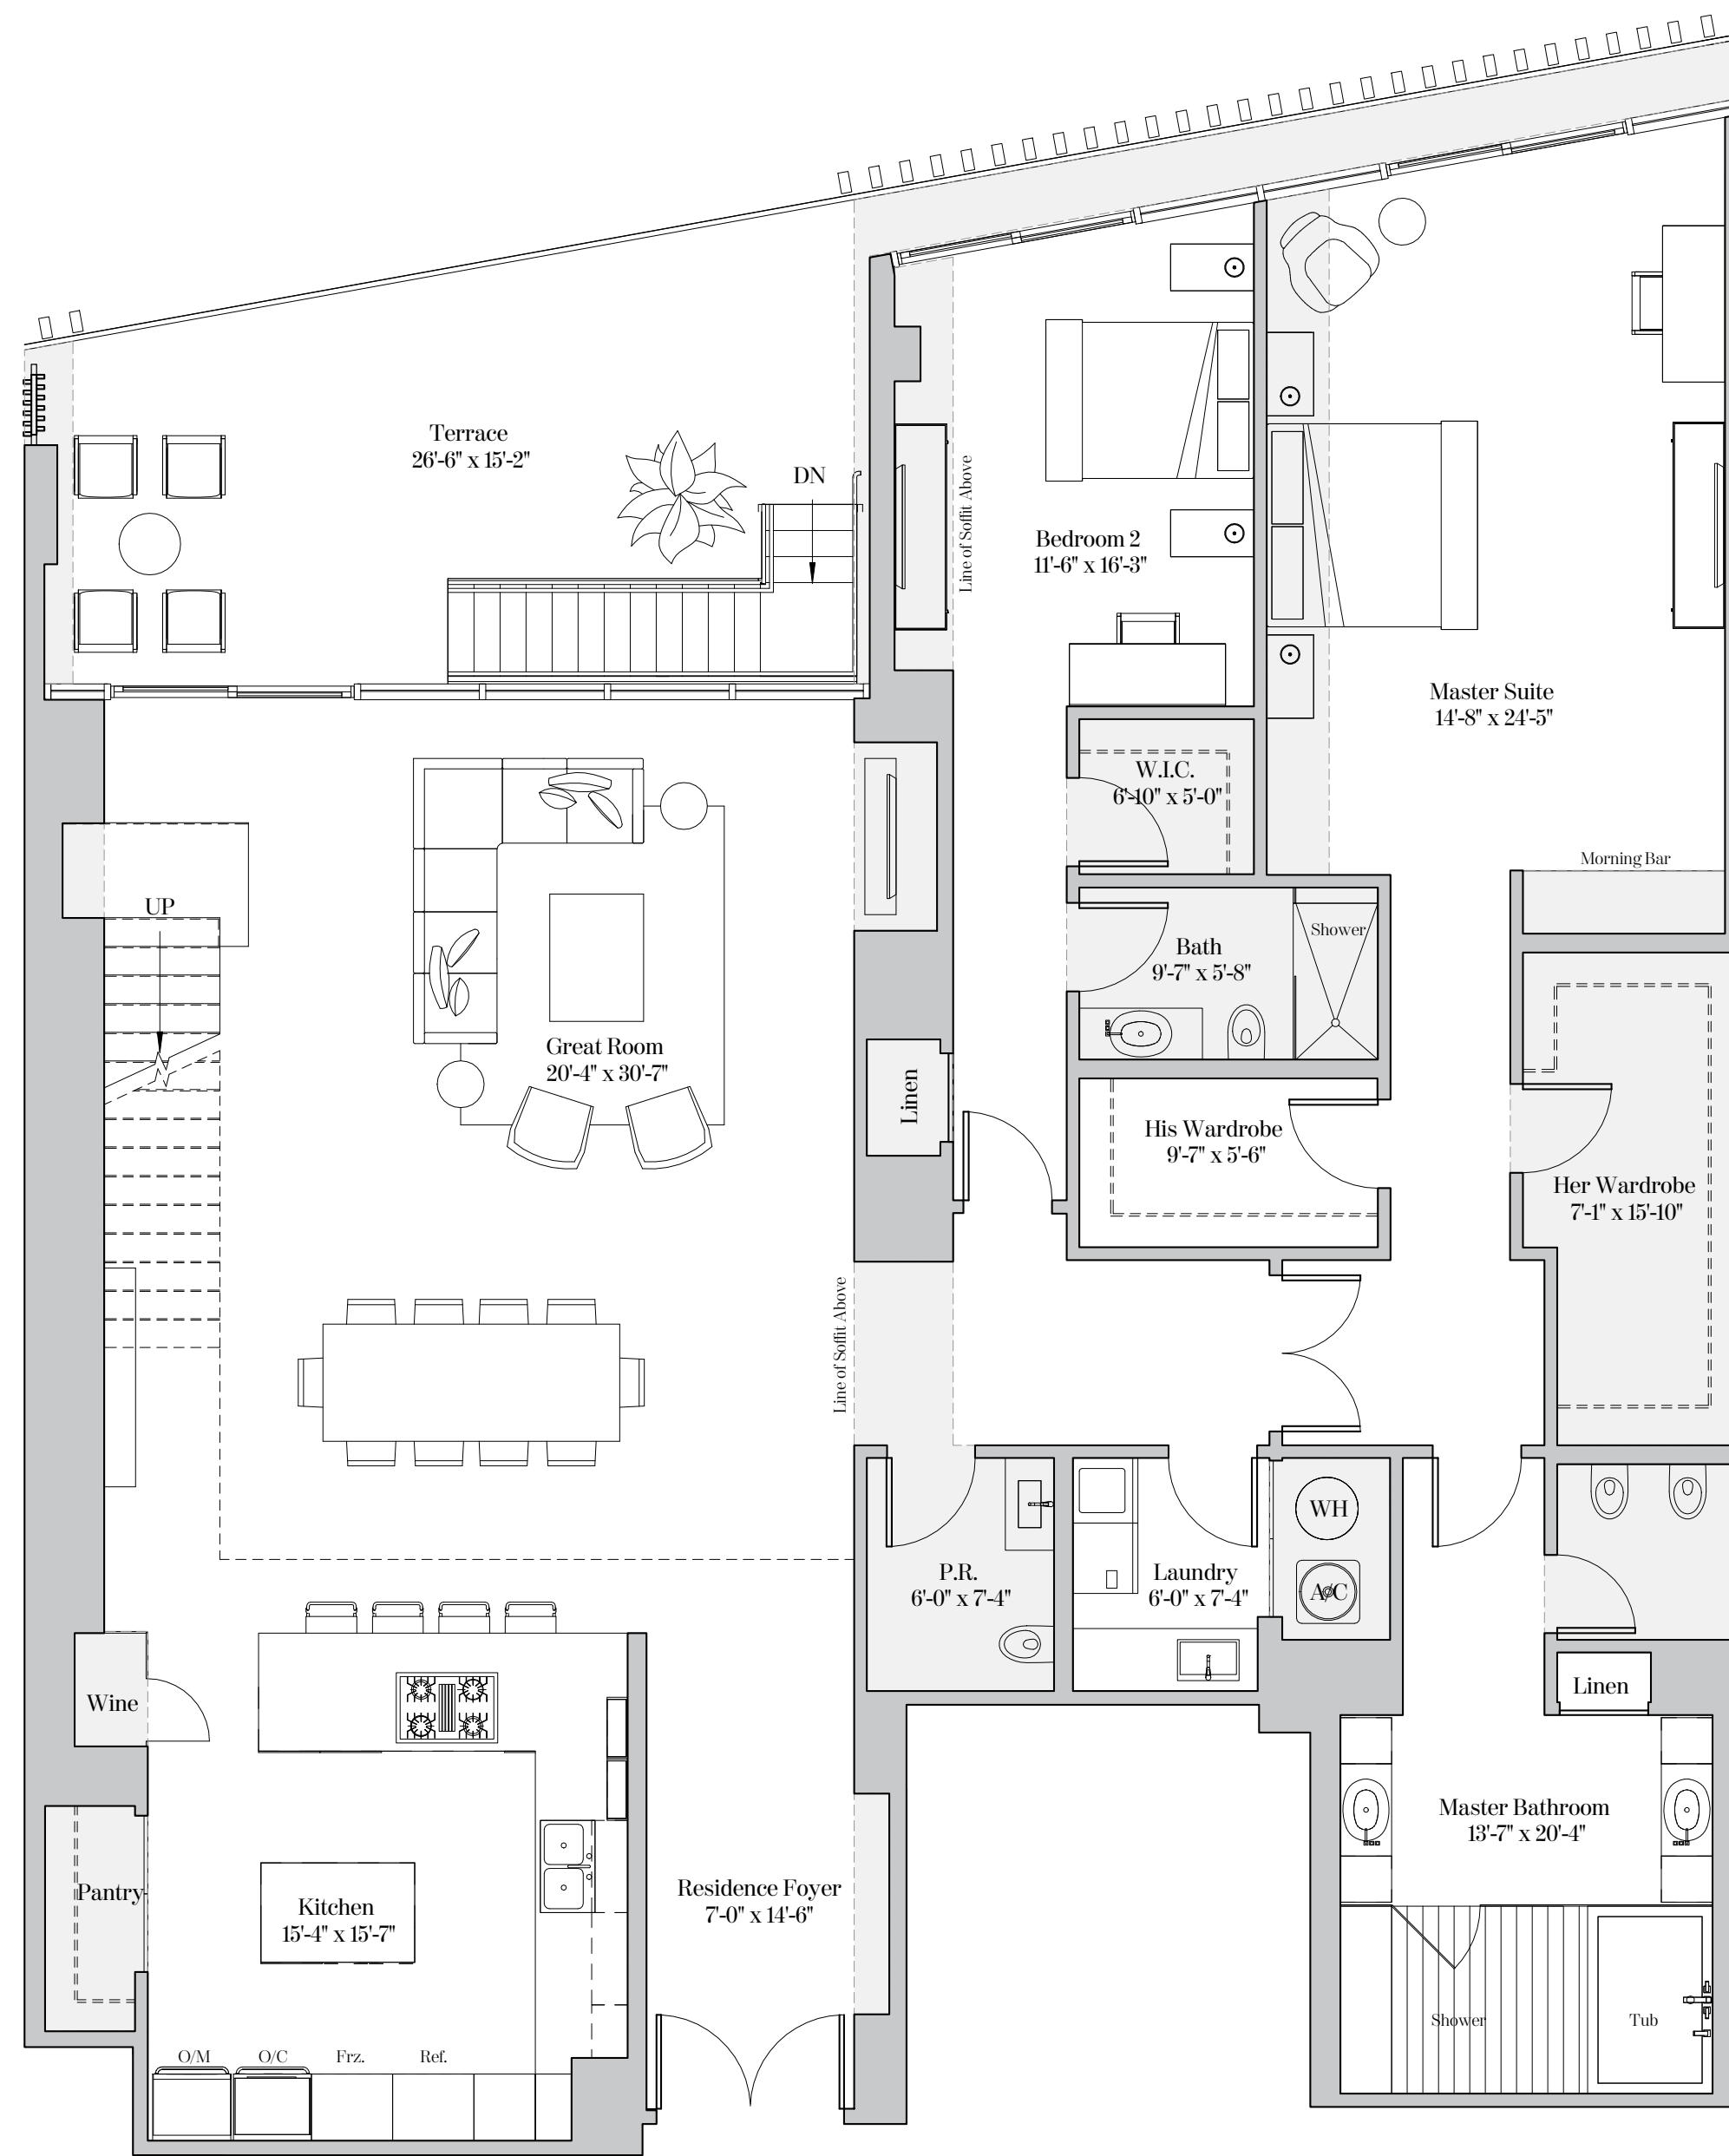 Terrace
26'-6" x 15'-2"
DN
Line of Soffit Above
Bedroom 2
11'-6" x 16'-3"
Master Suite
14'-8" x 24'-5"
W.I.C.
6'-10" x 5'-0"
Morning Bar
UP
Shower
Bath
9'-7" x 5'-8"
Great Room
20'-4" x 30'-7"
Linen
His Wardrobe
9'-7" x 5'-6"
Her Wardrobe
7'-1" x 15'-10"
Line of Soffit Above
WH
P.R.
6'-0" x 7'-4"
Laundry
6'-0" x 7'-4"
A/C
Linen
Wine
Master Bathroom
13'-7" x 20'-4"
Pantry
Kitchen
15'-4" x 15'-7"
Residence Foyer
7'-0" x 14'-6"
Shower
Tub
O/M
O/C
Frz.
Ref.